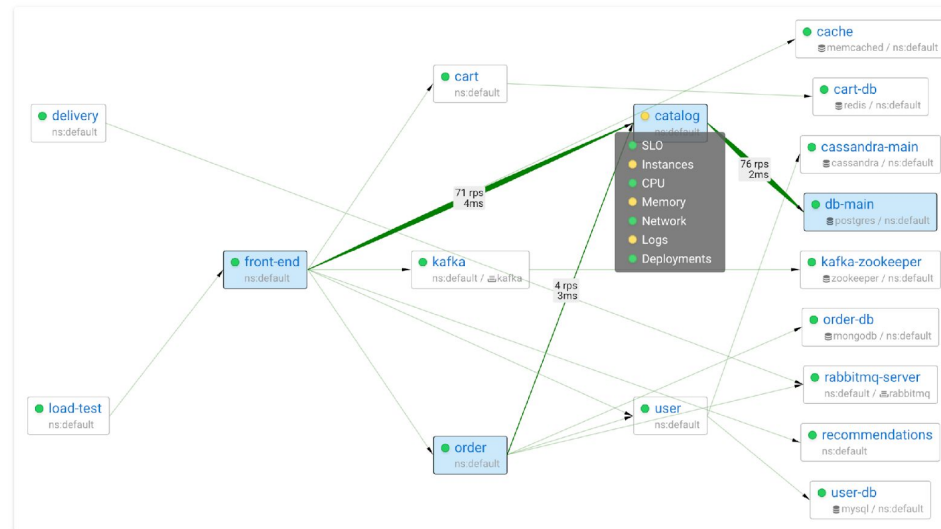 cache
memcached / ns:default
cart
ns:default
cart-db
redis / ns:default
delivery
ns:default
catalog
ns:default
SLO
Instances
CPU
Memory
Network
Logs
Deployments
cassandra-main
cassandra / ns:default
76 rps
2ms
71 rps
4ms
db-main
postgres / ns:default
front-end
ns:default
kafka
ns:default / kafka
kafka-zookeeper
zookeeper / ns:default
4 rps
3ms
order-db
mongodb / ns:default
rabbitmq-server
ns:default / rabbitmq
load-test
ns:default
user
ns:default
recommendations
ns:default
order
ns:default
user-db
mysql / ns:default